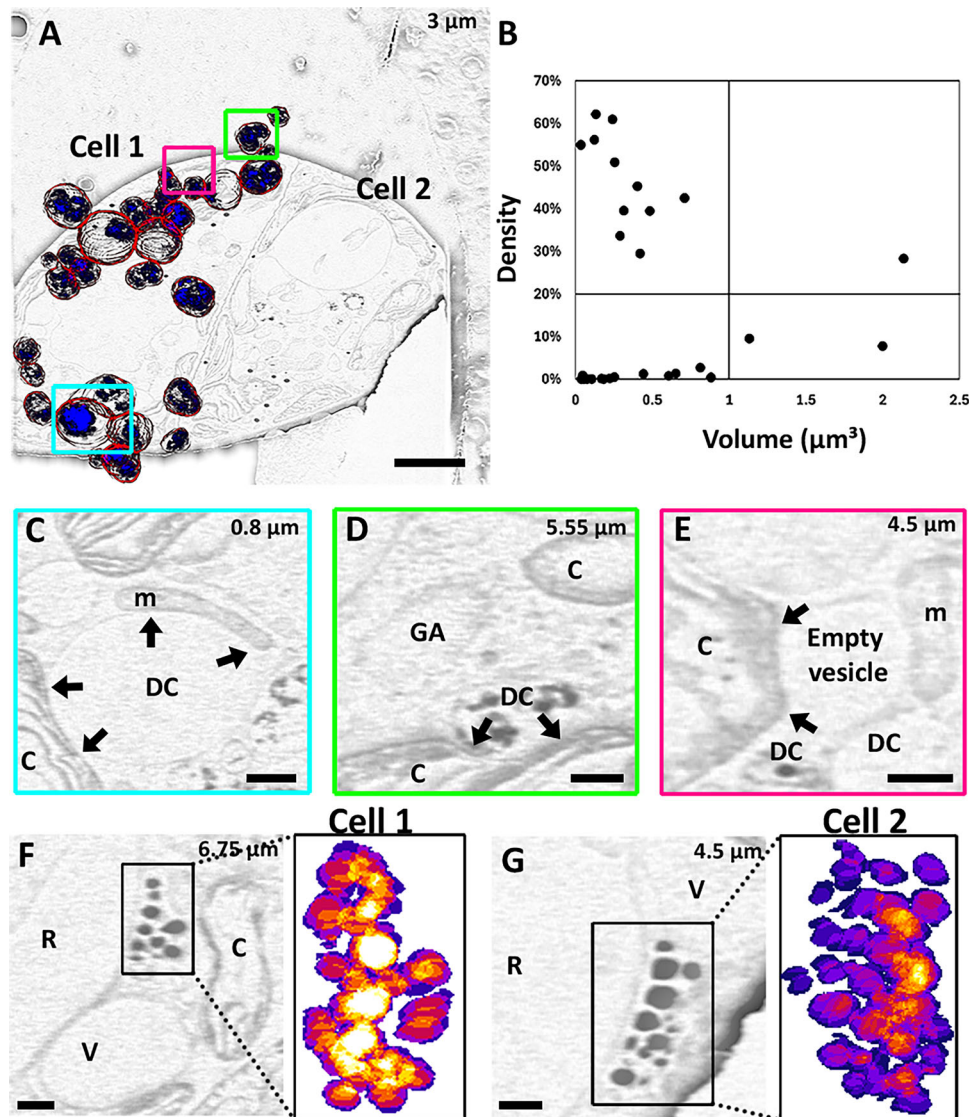 A
3 μm
Cell 1
Cell 2
B
70%
60%
50%
40%
30%
20%
10%
0%
0
0.5
1
1.5
2
2.5
Density
Volume (μm³)
C
0.8 μm
m
DC
C
D
5.55 μm
C
GA
DC
C
E
4.5 μm
C
Empty
vesicle
m
DC
DC
F
6.75 μm
R
C
V
Cell 1
G
4.5 μm
V
R
Cell 2